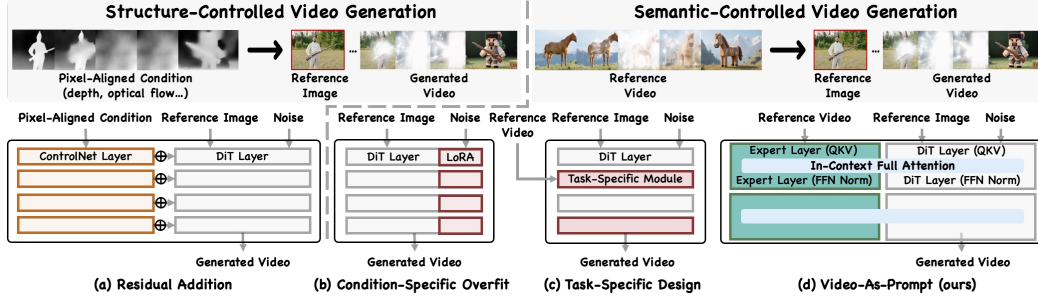 Structure-Controlled Video Generation
Pixel-Aligned Condition
(depth, optical flow...)
Reference
Image
...
Generated
Video
Semantic-Controlled Video Generation
Reference
Video
Reference
Image
...
Generated
Video
Pixel-Aligned Condition
Reference Image
Noise
ControlNet Layer
DiT Layer
Generated Video
(a) Residual Addition
Reference Image
Noise
DiT Layer
LoRA
Generated Video
(b) Condition-Specific Overfit
Reference
Video
Reference Image
Noise
DiT Layer
Task-Specific Module
Generated Video
(c) Task-Specific Design
Reference Video
Reference Image
Noise
Expert Layer (QKV)
DiT Layer (QKV)
In-Context Full Attention
Expert Layer (FFN Norm)
DiT Layer (FFN Norm)
Generated Video
(d) Video-As-Prompt (ours)